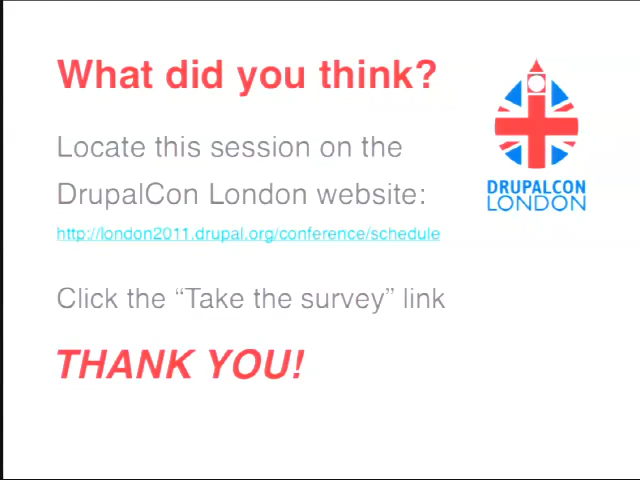 What did you think?
Locate this session on the
DrupalCon London website:
http://london2011.drupal.org/conference/schedule
Click the “Take the survey” link
THANK YOU!
DRUPALCON
LONDON